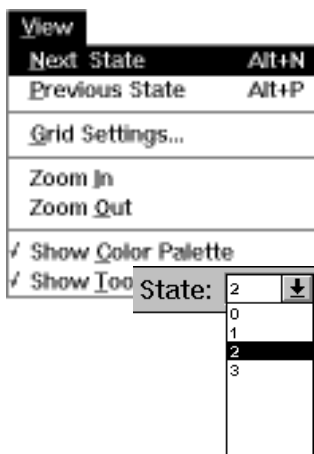 View
Next State Alt+N
Previous State Alt+P
Grid Settings...
Zoom In
Zoom Out
✓ Show Color Palette
✓ Show
State: 2
0
1
2
3